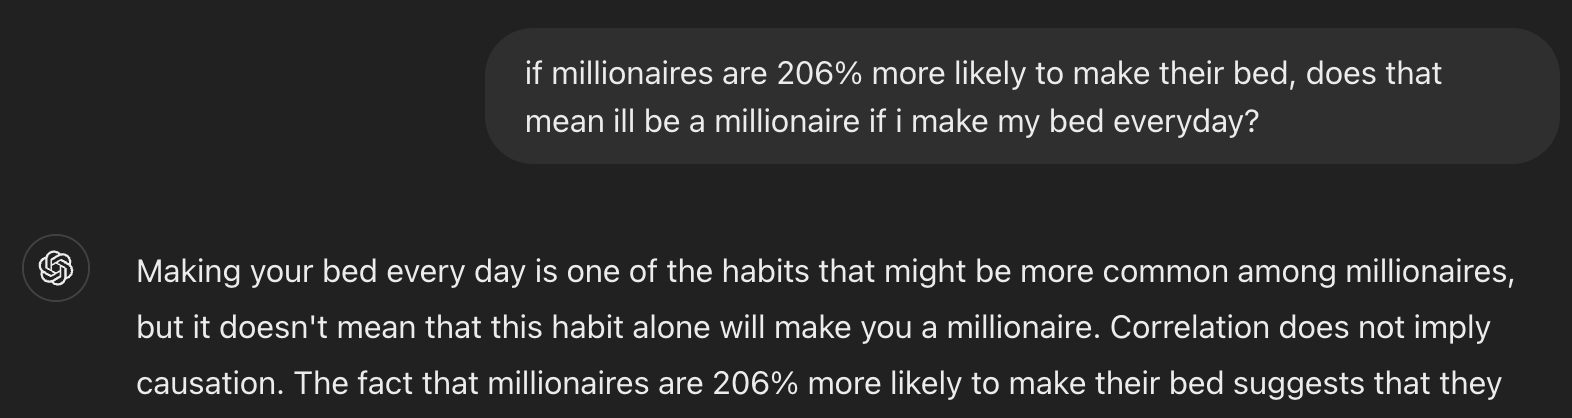 if millionaires are 206% more likely to make their bed, does that
mean ill be a millionaire if i make my bed everyday?
Making your bed every day is one of the habits that might be more common among millionaires,
but it doesn't mean that this habit alone will make you a millionaire. Correlation does not imply
causation. The fact that millionaires are 206% more likely to make their bed suggests that they